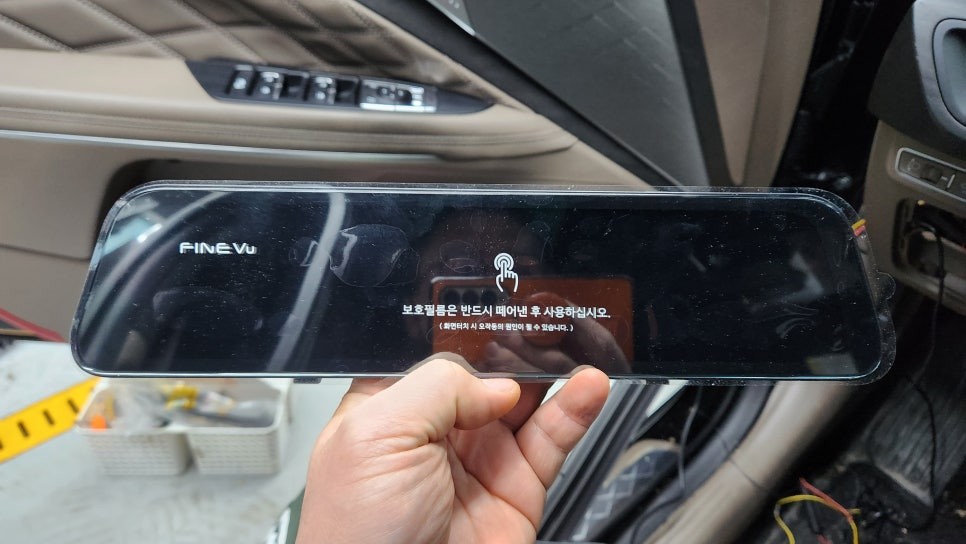 FINEVu
보호필름은 반드시 떼어낸 후 사용하십시오.
( 화면터치 시 오작동의 원인이 될 수 있습니다. )